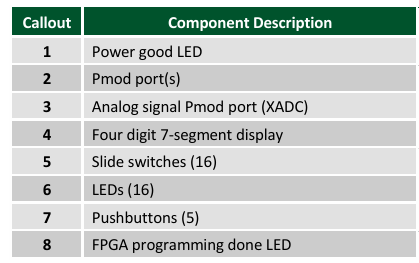 Callout Component Description
1 Power good LED
2 Pmod port(s)
3 Analog signal Pmod port (XADC)
4 Four digit 7-segment display
5 Slide switches (16)
6 LEDs (16)
7 Pushbuttons (5)
8 FPGA programming done LED